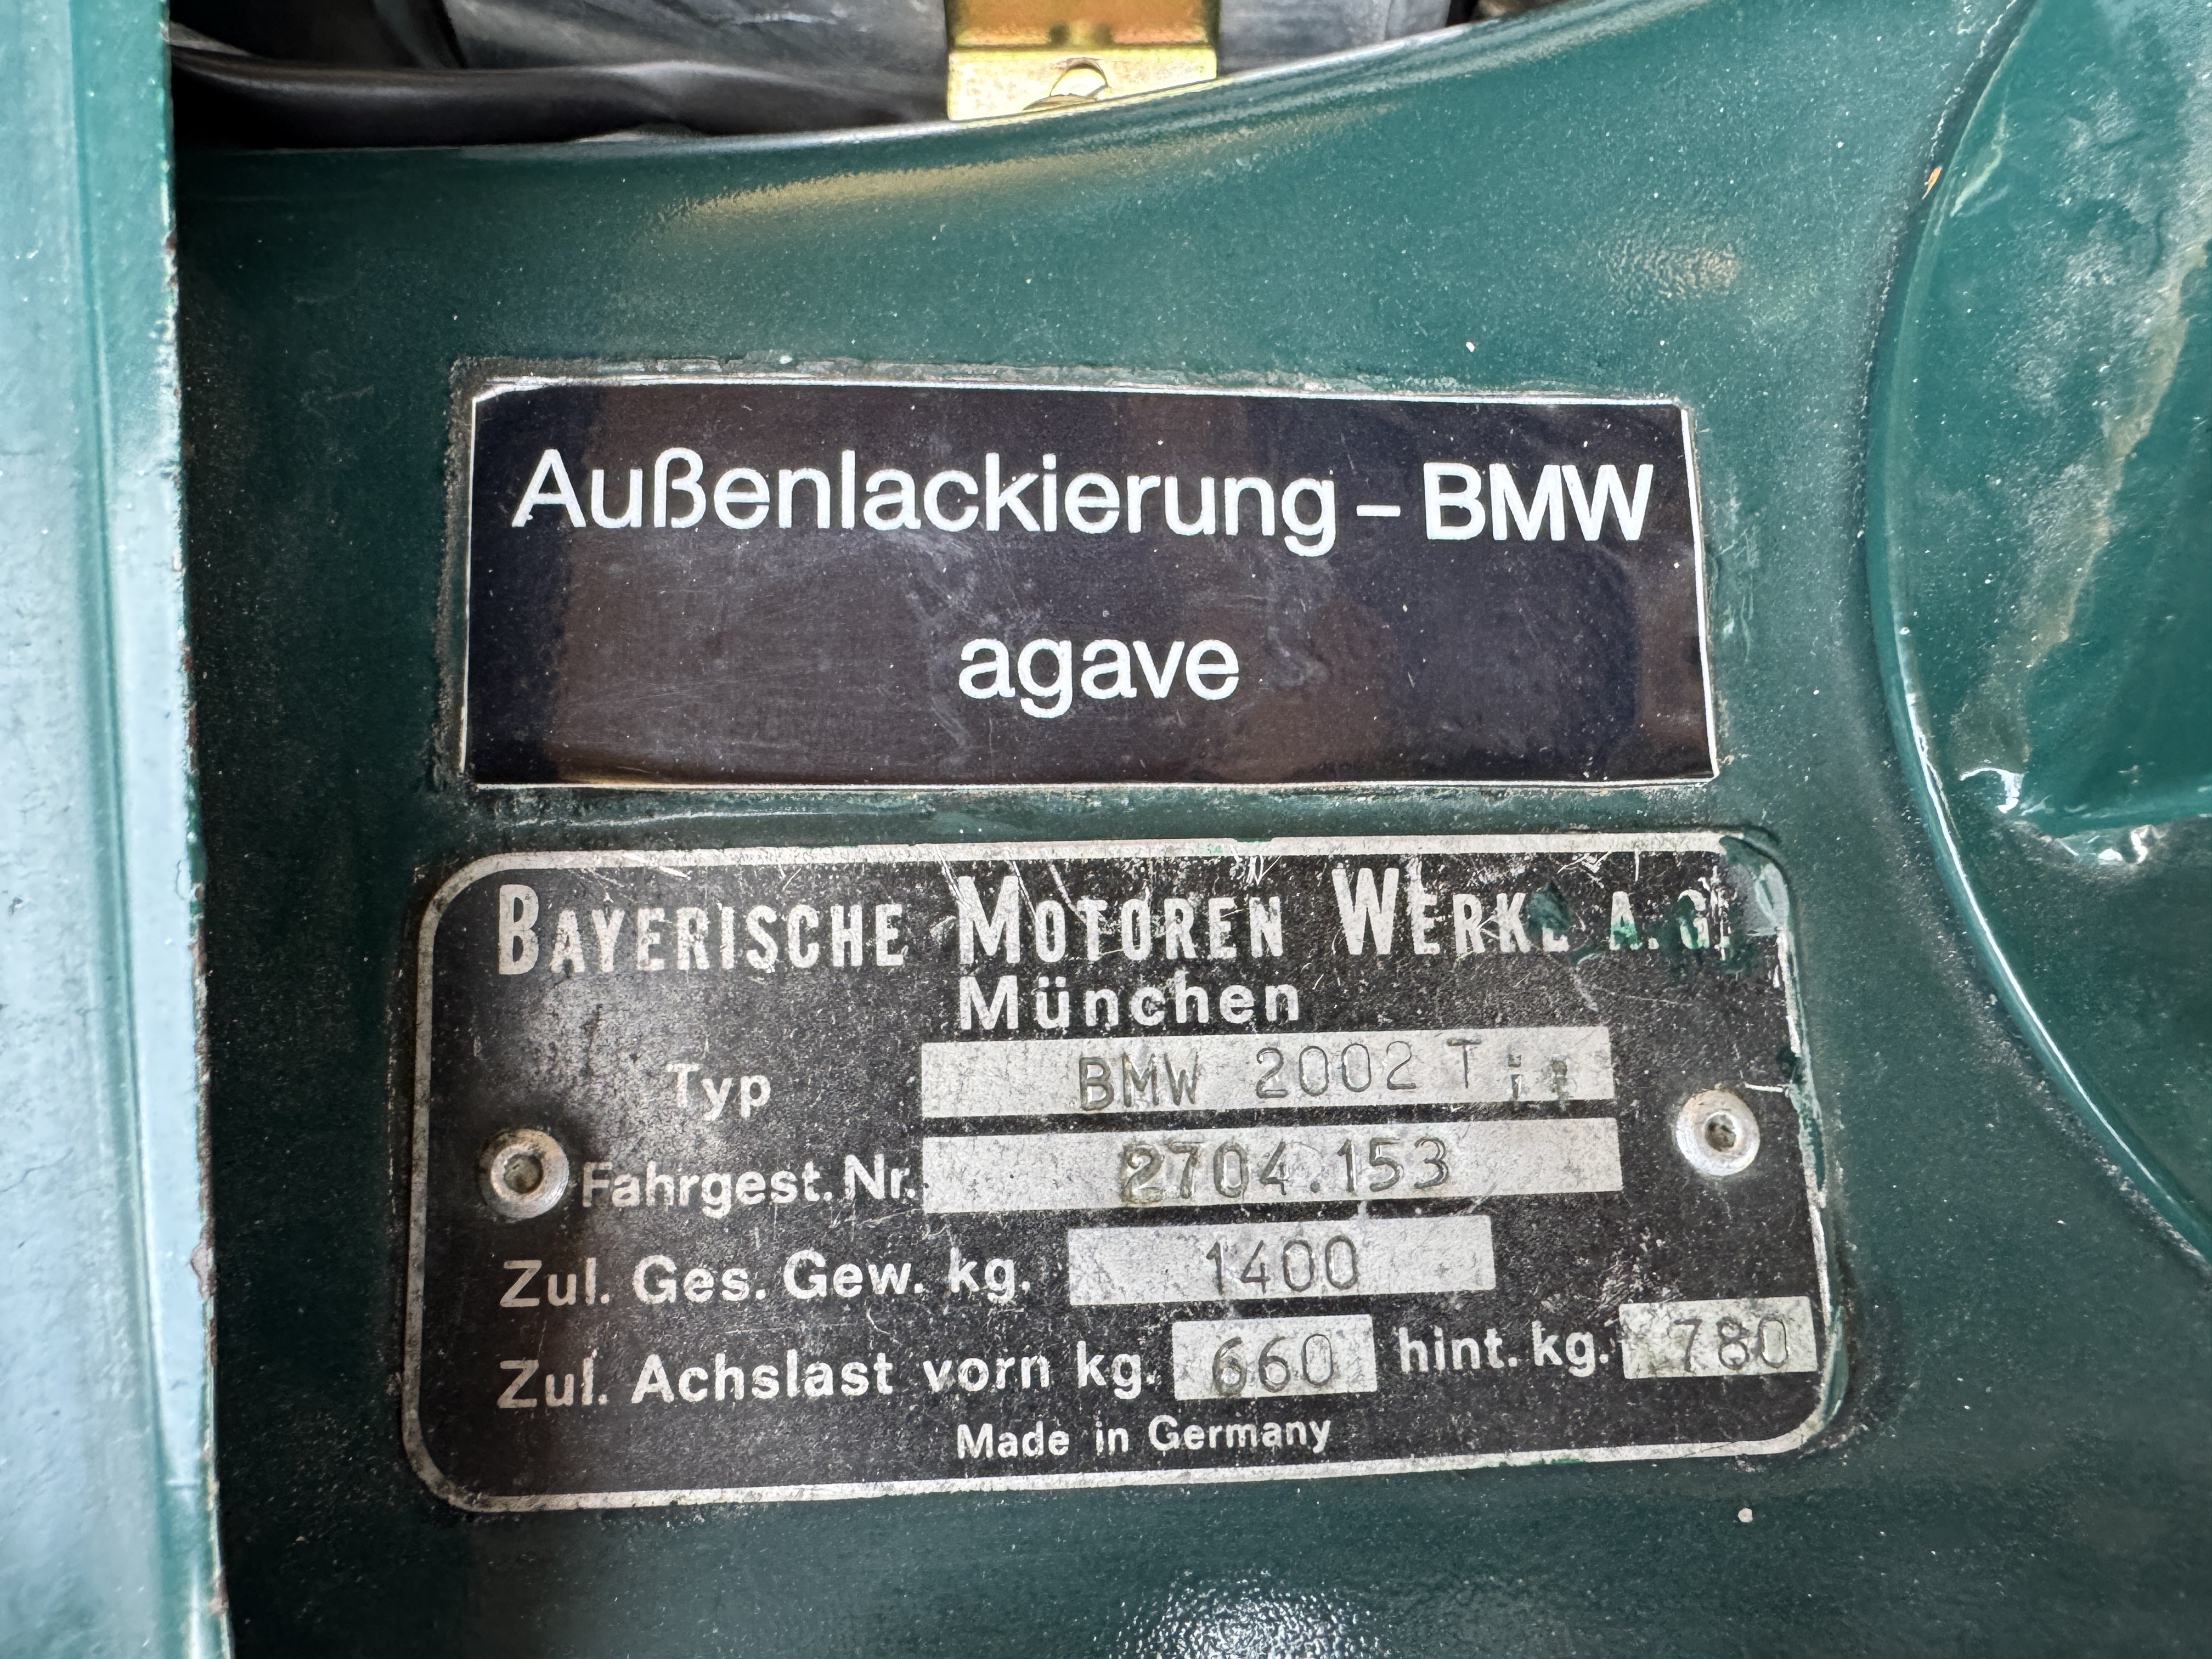 Außenlackierung – BMW
agave
BAYERISCHE MOTOREN WERKE A.G.
München
Typ BMW 2002 Tii
Fahrgest. Nr. 2704.153
Zul. Ges. Gew. kg. 1400
Zul. Achslast vorn kg. 660 hint. kg. 780
Made in Germany